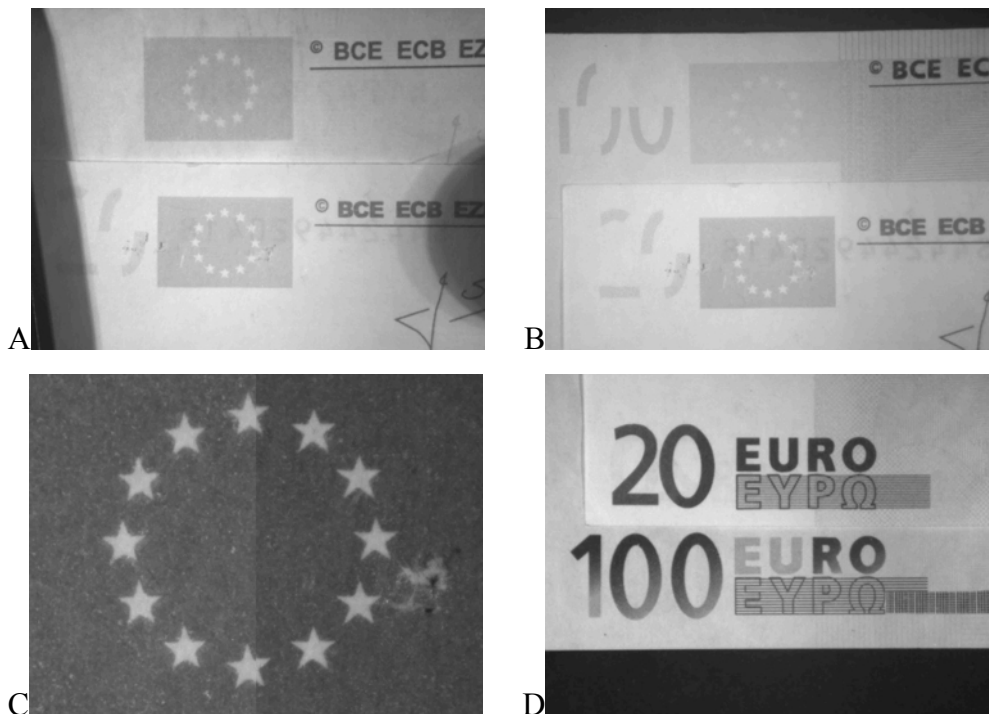 © BCE ECB EZ
© BCE ECB EZ
A
© BCE EC
© BCE ECB
B
C
20 EURO
ΕΥΡΩ
100 EURO
ΕΥΡΩ
D